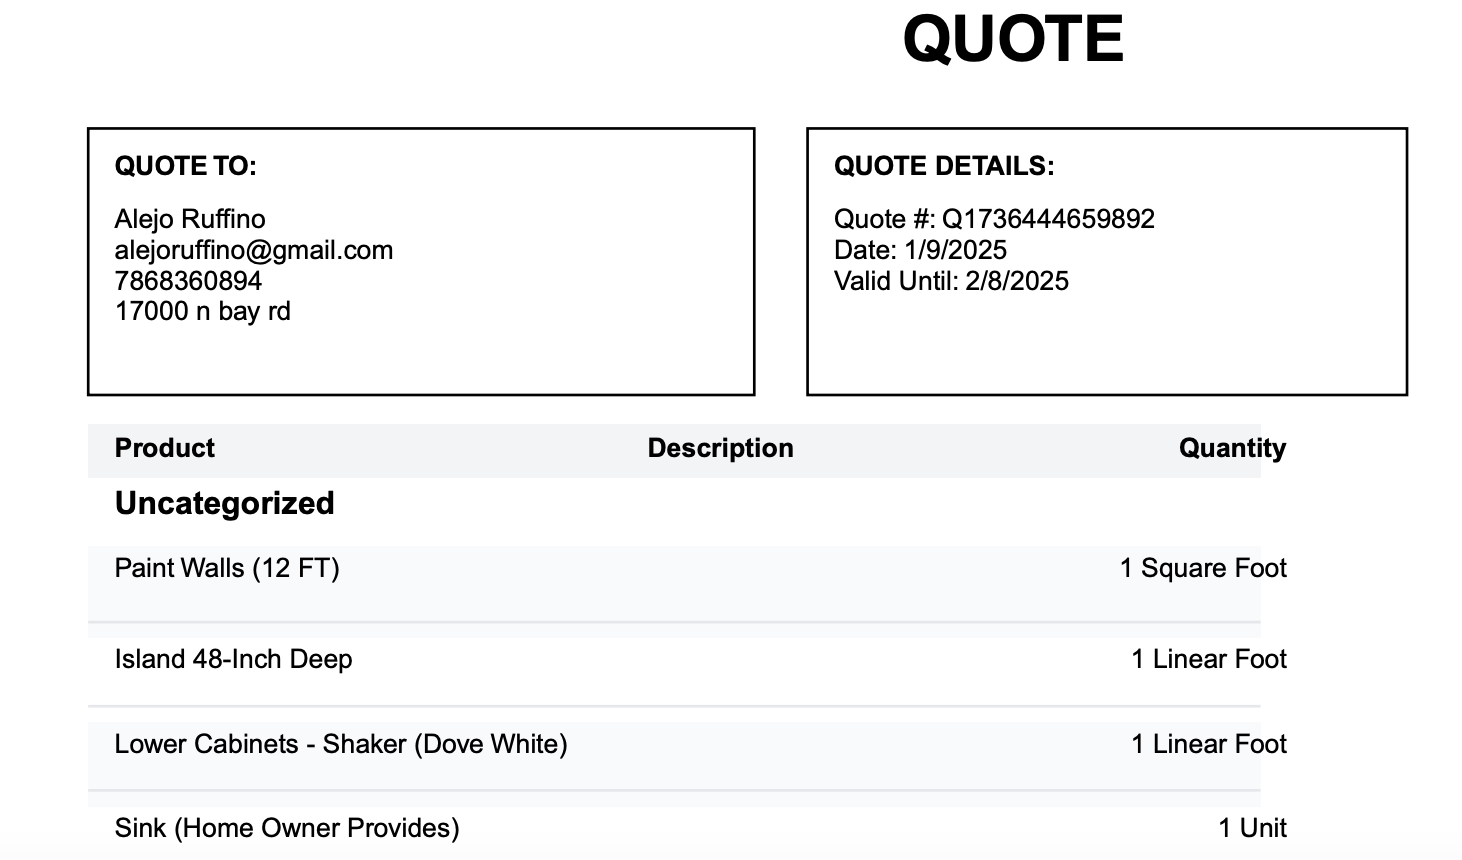 QUOTE
QUOTE TO:
Alejo Ruffino
alejoruffino@gmail.com
7868360894
17000 n bay rd
QUOTE DETAILS:
Quote #: Q1736444659892
Date: 1/9/2025
Valid Until: 2/8/2025
Product Description Quantity
Uncategorized
Paint Walls (12 FT) 1 Square Foot
Island 48-Inch Deep 1 Linear Foot
Lower Cabinets - Shaker (Dove White) 1 Linear Foot
Sink (Home Owner Provides) 1 Unit